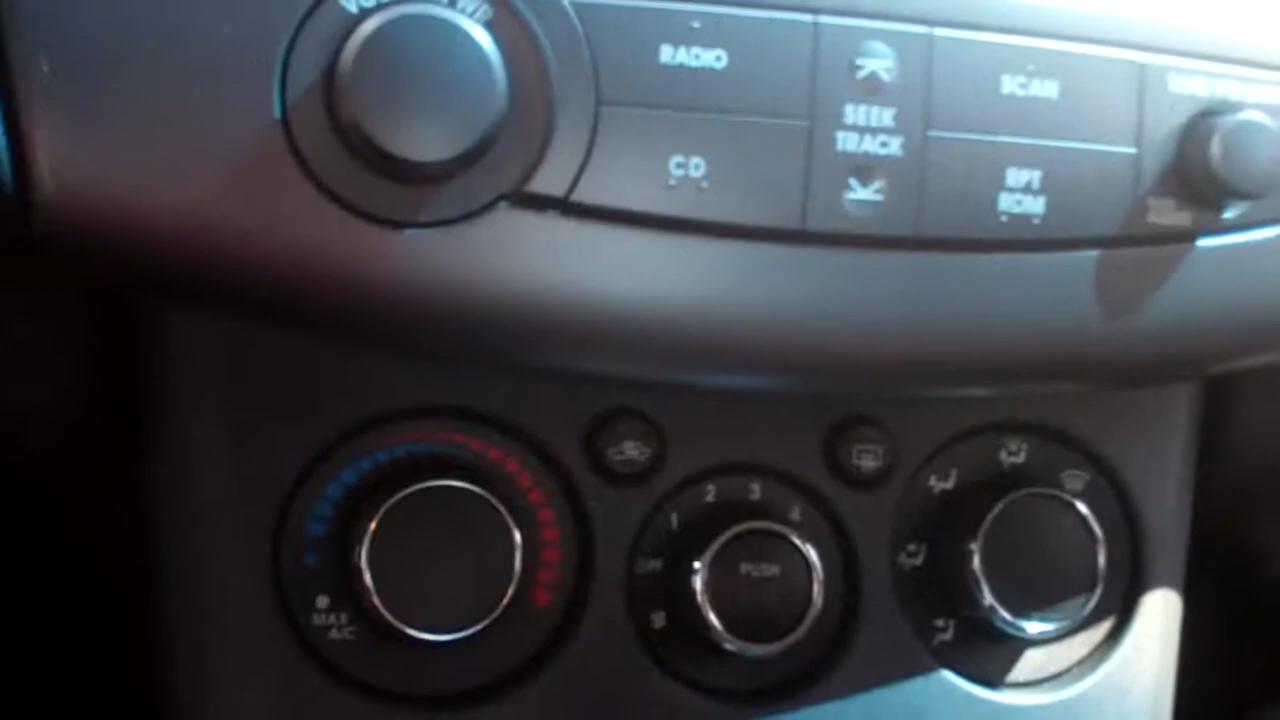 RADIO
SEEK
TRACK
SCAN
CD
RPT
RDM
2 3
1 4
OFF
PUSH
MAX
A/C